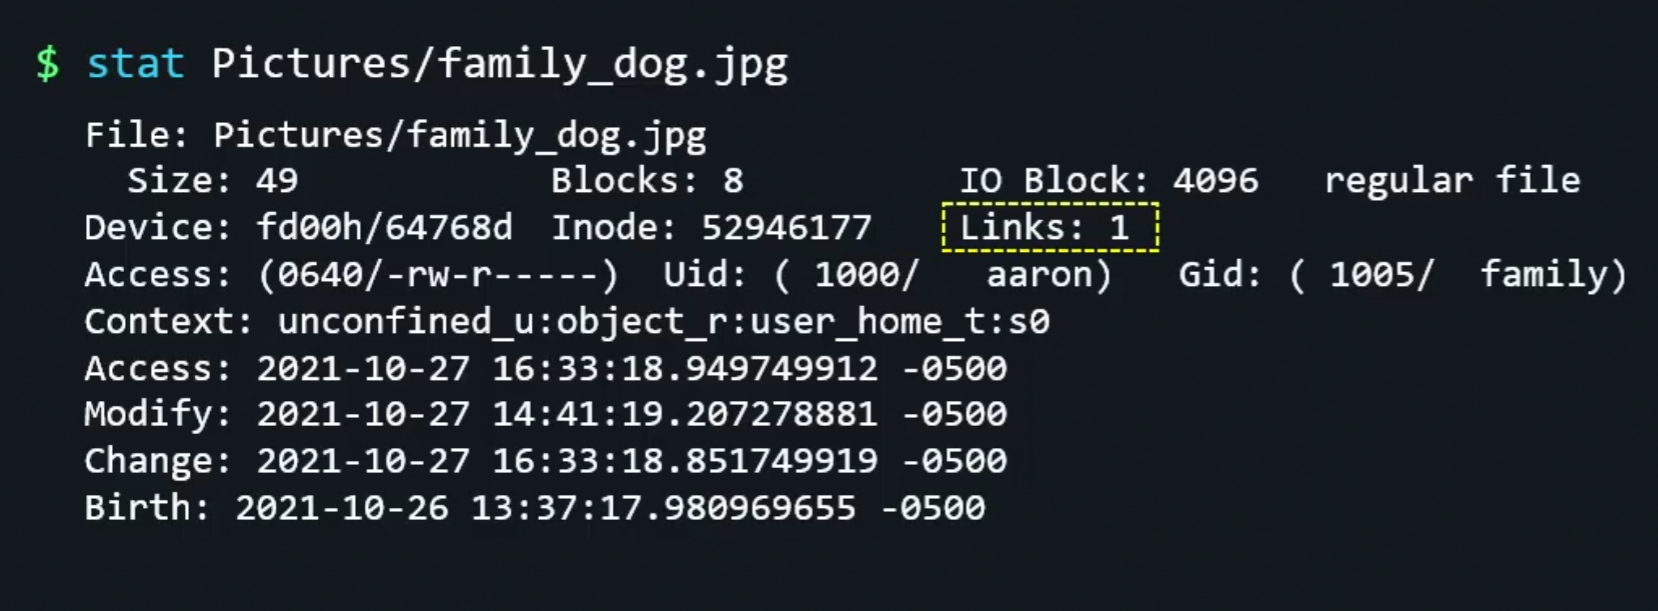 $ stat Pictures/family_dog.jpg
File: Pictures/family_dog.jpg
Size: 49 Blocks: 8 IO Block: 4096 regular file
Device: fd00h/64768d Inode: 52946177 Links: 1
Access: (0640/-rw-r-----) Uid: ( 1000/ aaron) Gid: ( 1005/ family)
Context: unconfined_u:object_r:user_home_t:s0
Access: 2021-10-27 16:33:18.949749912 -0500
Modify: 2021-10-27 14:41:19.207278881 -0500
Change: 2021-10-27 16:33:18.851749919 -0500
Birth: 2021-10-26 13:37:17.980969655 -0500